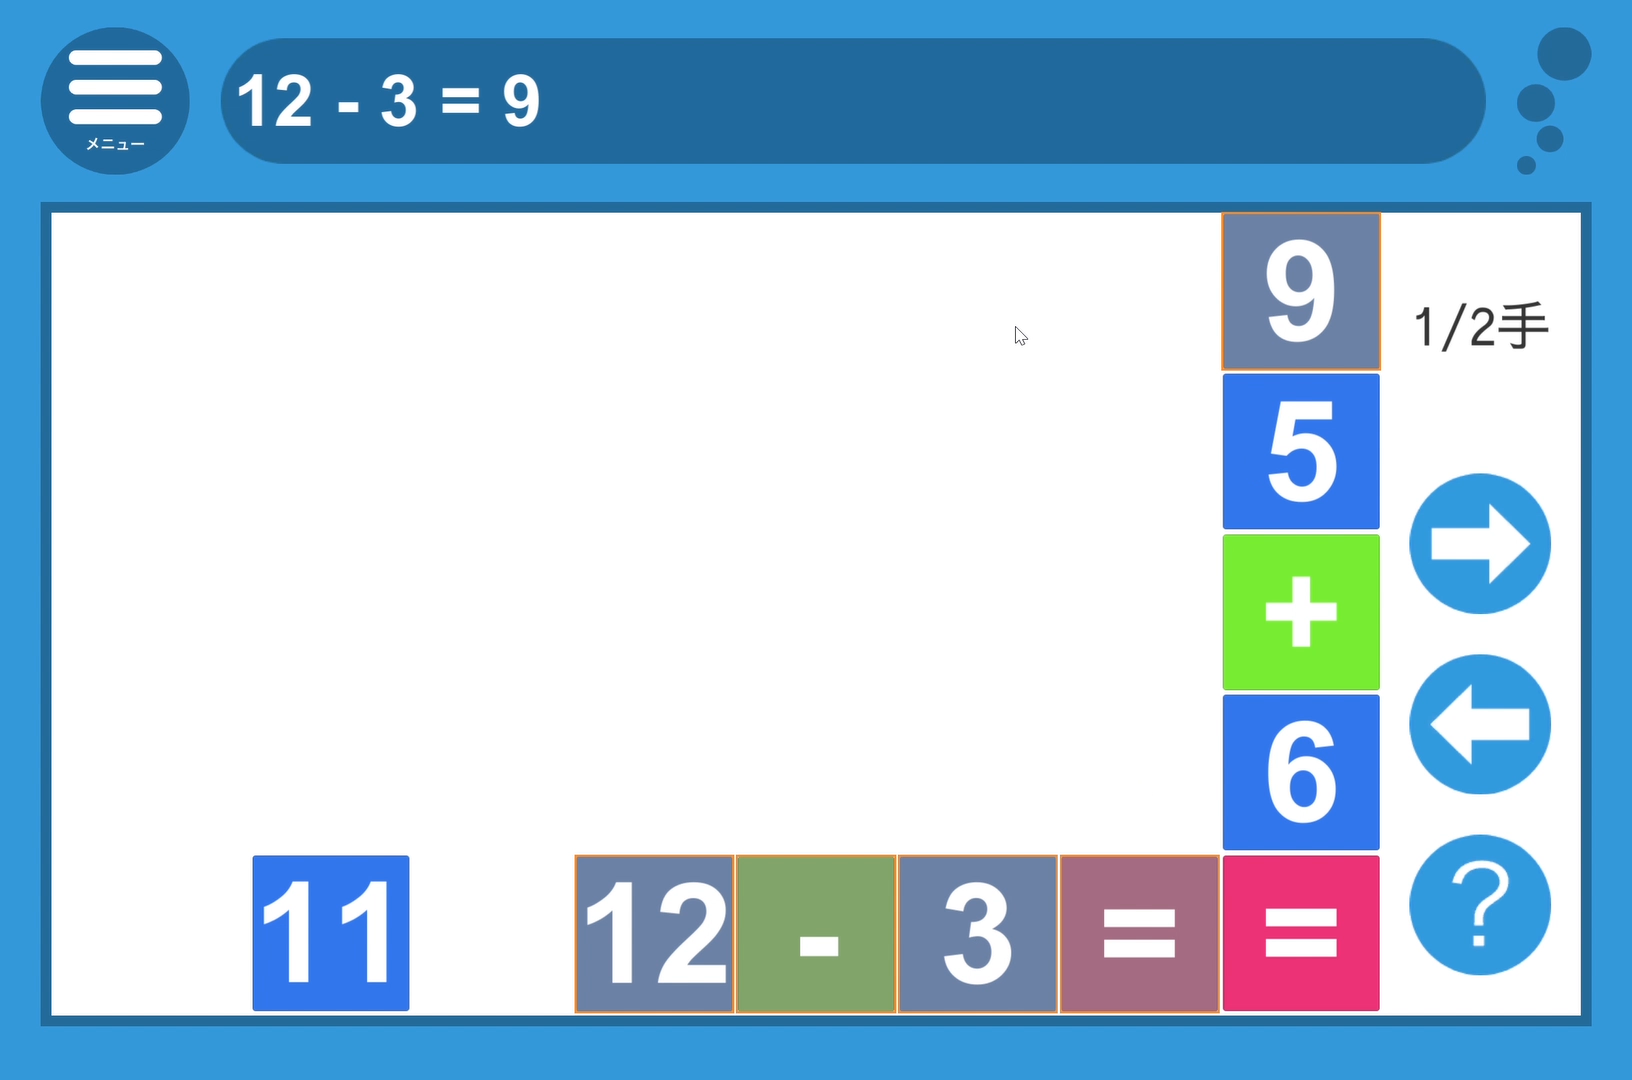 メニュー
12 - 3 = 9
9
1/2手
5
+
6
?
11
12 - 3 = =